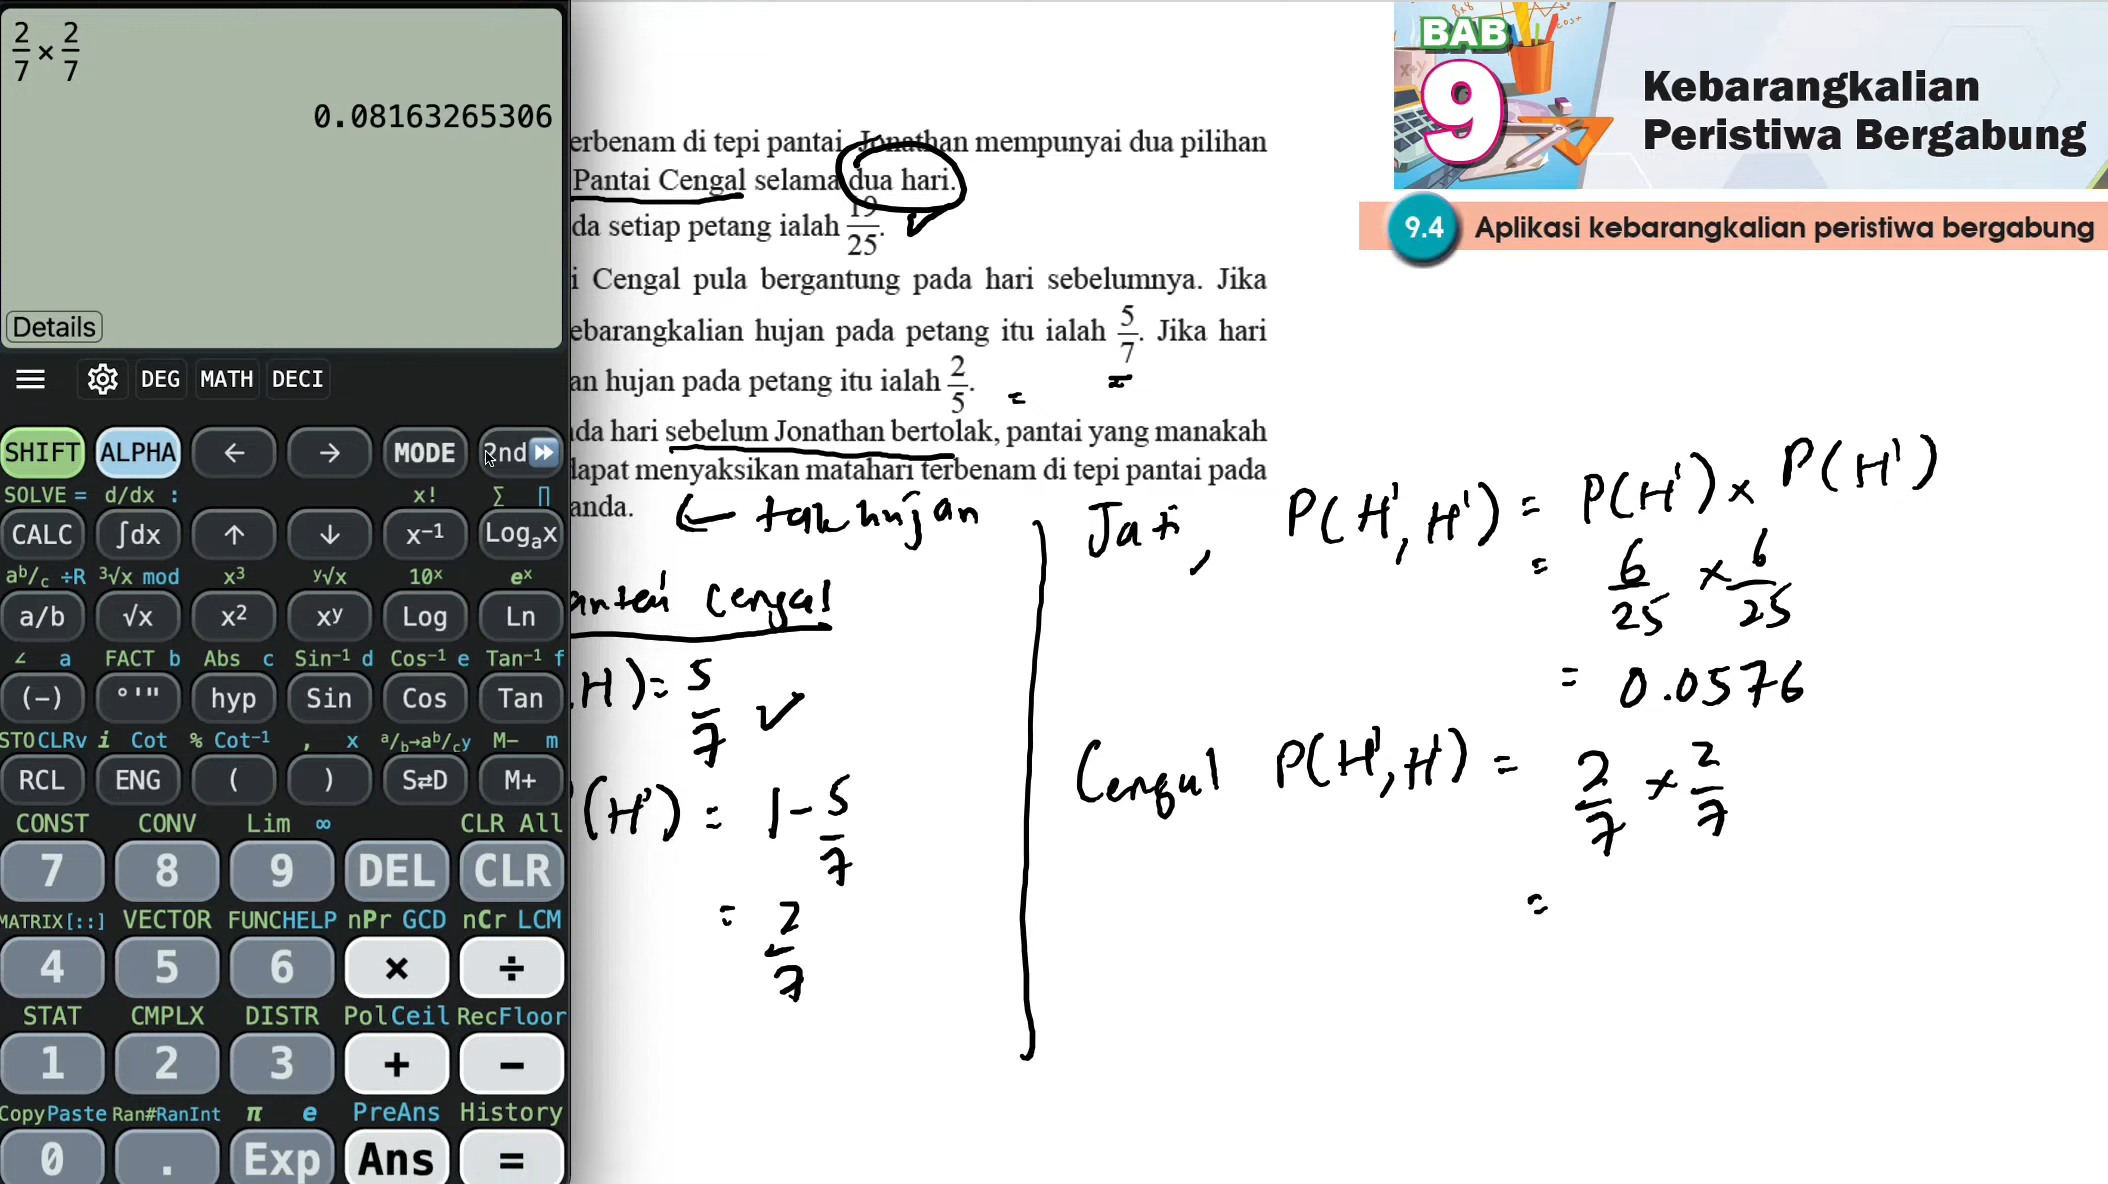 2/7 × 2/7
0.08163265306
Details
DEG MATH DECI
SHIFT ALPHA ← → MODE 2nd
SOLVE = d/dx : x! ∑ ∏
CALC ∫dx ↑ ↓ x⁻¹ Logₐx
aᵇ/c ÷R ³√x mod x³ ʸ√x 10ˣ eˣ
a/b √x x² xʸ Log Ln
∠ a FACT b Abs c Sin⁻¹ d Cos⁻¹ e Tan⁻¹ f
(−) °'" hyp Sin Cos Tan
STO CLRv i Cot % Cot⁻¹ , x a/b→aᵇ/c y M− m
RCL ENG ( ) S⇄D M+
CONST CONV Lim ∞ CLR All
7 8 9 DEL CLR
MATRIX [::] VECTOR FUNC HELP nPr GCD nCr LCM
4 5 6 × ÷
STAT CMPLX DISTR Pol Ceil Rec Floor
1 2 3 + −
Copy Paste Ran# RanInt π e PreAns History
0 . Exp Ans =
erbenam di tepi pantai. Jonathan mempunyai dua pilihan
Pantai Cengal selama dua hari.
da setiap petang ialah 19/25.
i Cengal pula bergantung pada hari sebelumnya. Jika
ebarangkalian hujan pada petang itu ialah 5/7. Jika hari
an hujan pada petang itu ialah 2/5.
da hari sebelum Jonathan bertolak, pantai yang manakah
dapat menyaksikan matahari terbenam di tepi pantai pada
anda.
← tak hujan
antai Cengal
H) = 5/7 ✓
(H') = 1 − 5/7
= 2/7
Jati, P(H', H') = P(H') × P(H')
= 6/25 × 6/25
= 0.0576
Cengal P(H', H') = 2/7 × 2/7
=
BAB
9
Kebarangkalian
Peristiwa Bergabung
9.4 Aplikasi kebarangkalian peristiwa bergabung